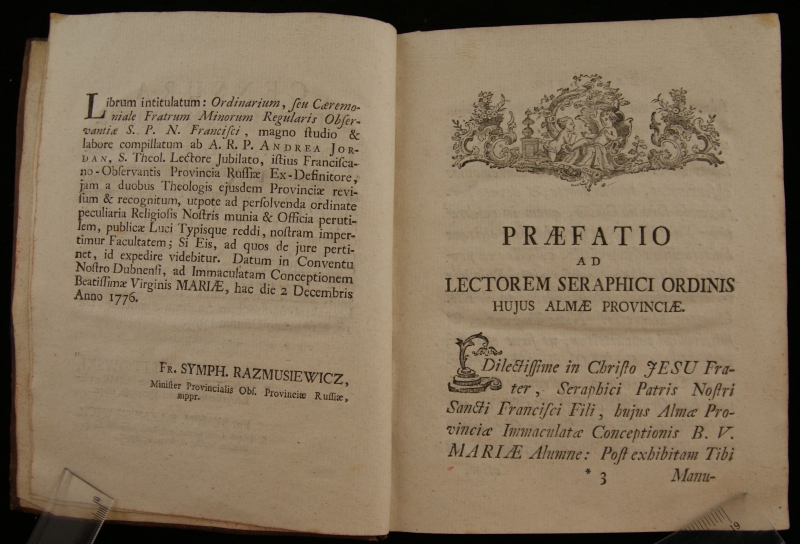 Librum intitulatum: Ordinarium, ſeu Cæremo-
niale Fratrum Minorum Regularis Obſer-
vantiæ S. P. N. Franciſci, magno ſtudio &
labore compillatum ab A. R. P. ANDREA JOR-
DAN, S. Theol. Lectore Jubilato, iſtius Franciſca-
no-Obſervantis Provincia Ruſſiæ Ex-Definitore,
jam a duobus Theologis ejuſdem Provinciæ revi-
ſum & recognitum, utpote ad perſolvenda ordinate
peculiaria Religioſis Noſtris munia & Officia peruti-
lem, publicæ Luci Typisque reddi, noſtram imper-
timur Facultatem; Si Eis, ad quos de jure perti-
net, id expedire videbitur. Datum in Conventu
Noſtro Dubnenſi, ad Immaculatam Conceptionem
Beatiſſimæ Virginis MARIÆ, hac die 2 Decembris
Anno 1776.
FR. SYMPH. RAZMUSIEWICZ,
Miniſter Provincialis Obſ. Provinciæ Ruſſiæ,
mppr.
PRÆFATIO
AD
LECTOREM SERAPHICI ORDINIS
HUJUS ALMÆ PROVINCIÆ.
Dilectiſſime in Chriſto JESU Fra-
ter, Seraphici Patris Noſtri
Sancti Franciſci Fili, hujus Almæ Pro-
vinciæ Immaculatæ Conceptionis B. V.
MARIÆ Alumne: Poſt exhibitam Tibi
* 3 Manu-
19